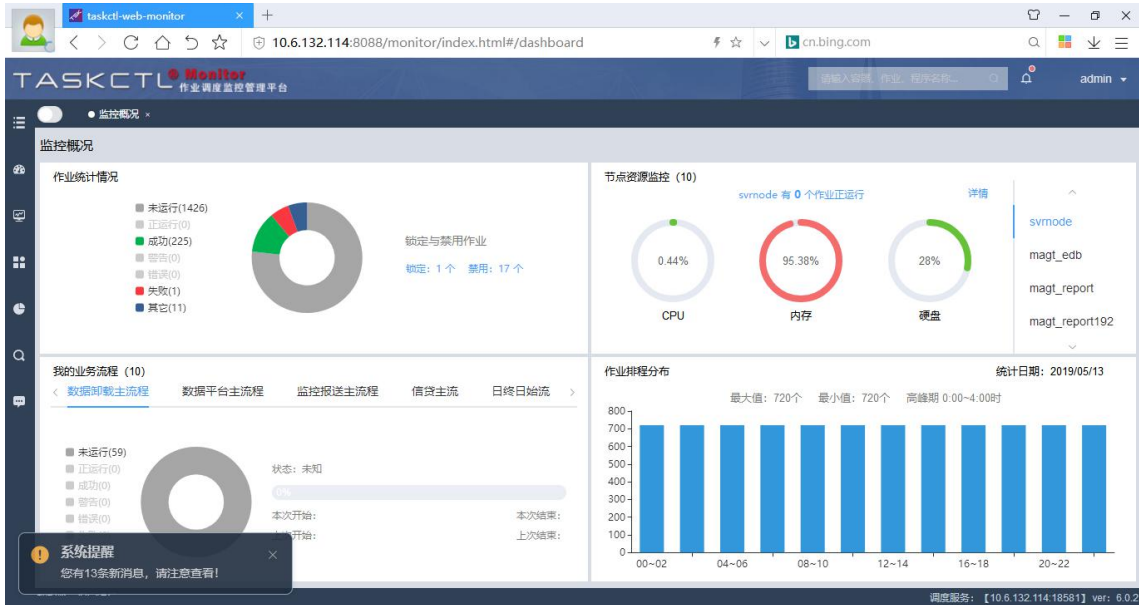 taskctl-web-monitor
10.6.132.114:8088/monitor/index.html#/dashboard
cn.bing.com
TASKCTL Monitor
作业调度监控管理平台
请输入容器、作业、程序名称...
admin
监控概况
监控概况
作业统计情况
未运行(1426)
正运行(0)
成功(225)
警告(0)
错误(0)
失败(1)
其它(11)
锁定与禁用作业
锁定：1 个 禁用：17 个
节点资源监控（10）
svrnode 有 0 个作业正运行
详情
0.44%
95.38%
28%
CPU
内存
硬盘
svrnode
magt_edb
magt_report
magt_report192
我的业务流程（10）
数据卸载主流程
数据平台主流程
监控报送主流程
信贷主流
日终日始流
未运行(59)
正运行(0)
成功(0)
警告(0)
错误(0)
状态：未知
0%
本次开始：
本次结束：
上次结束：
系统提醒
您有13条新消息，请注意查看！
作业排程分布
统计日期：2019/05/13
最大值：720个 最小值：720个 高峰期 0:00~4:00时
800
700
600
500
400
300
200
100
0
00~02
04~06
08~10
12~14
16~18
20~22
调度服务：【10.6.132.114:18581】ver：6.0.2